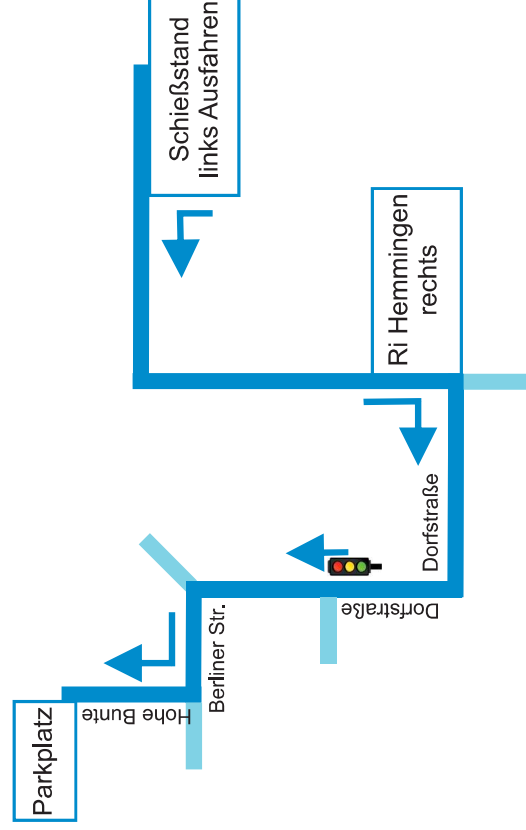 Schießstand
links Ausfahren
Ri Hemmingen
rechts
Dorfstraße
Dorfstraße
Berliner Str.
Hohe Bunte
Parkplatz